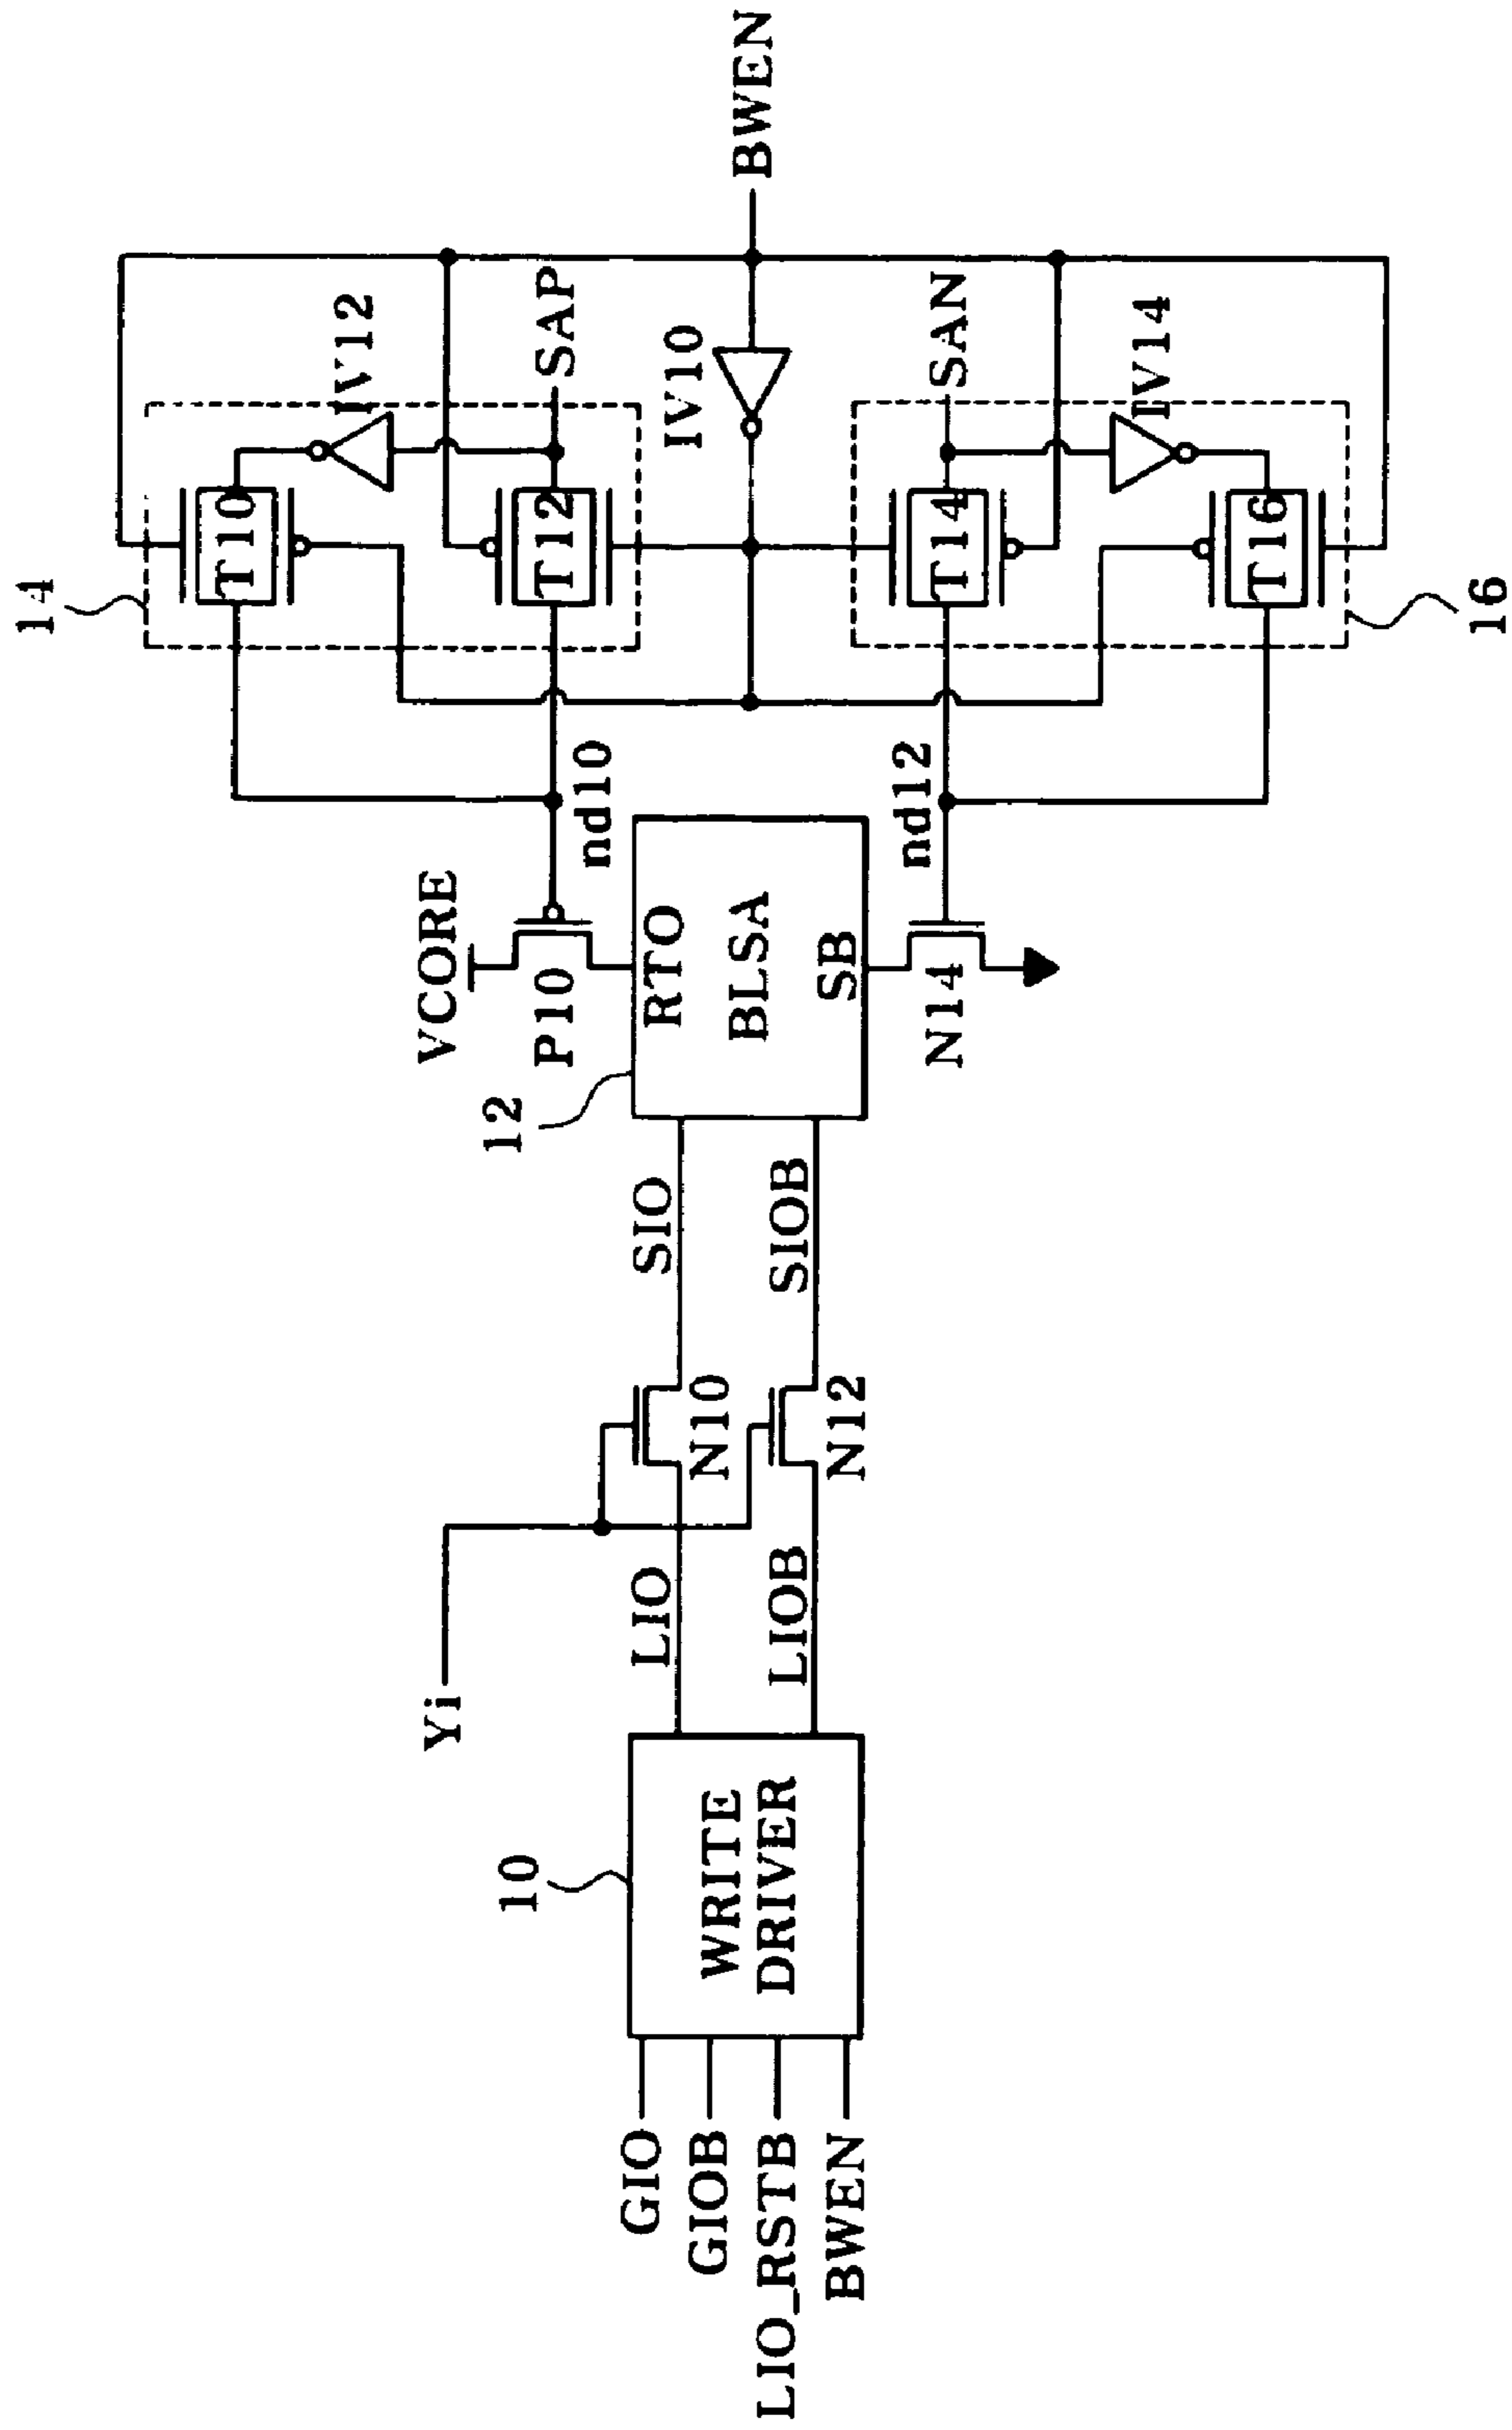 BWEN
14
T10
IV12
T12
SAP
IV10
T14
SAN
T16
IV14
16
nd10
nd12
VCORE
P10
12
RTO
BLSA
SB
N14
SIO
SIOB
N10
N12
Yi
LIO
LIOB
10
WRITE
DRIVER
GIO
GIOB
LIO_RSTB
BWEN